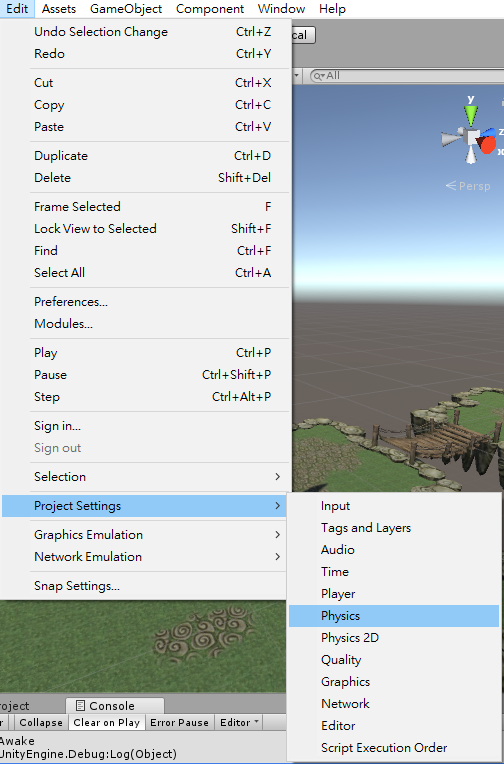 Edit Assets GameObject Component Window Help
Undo Selection Change Ctrl+Z
Redo Ctrl+Y
Cut Ctrl+X
Copy Ctrl+C
Paste Ctrl+V
Duplicate Ctrl+D
Delete Shift+Del
Frame Selected F
Lock View to Selected Shift+F
Find Ctrl+F
Select All Ctrl+A
Preferences...
Modules...
Play Ctrl+P
Pause Ctrl+Shift+P
Step Ctrl+Alt+P
Sign in...
Sign out
Selection
Project Settings
Graphics Emulation
Network Emulation
Snap Settings...
cal
All
y
z
x
Persp
Input
Tags and Layers
Audio
Time
Player
Physics
Physics 2D
Quality
Graphics
Network
Editor
Script Execution Order
roject Console
r Collapse Clear on Play Error Pause Editor
Awake
UnityEngine.Debug:Log(Object)